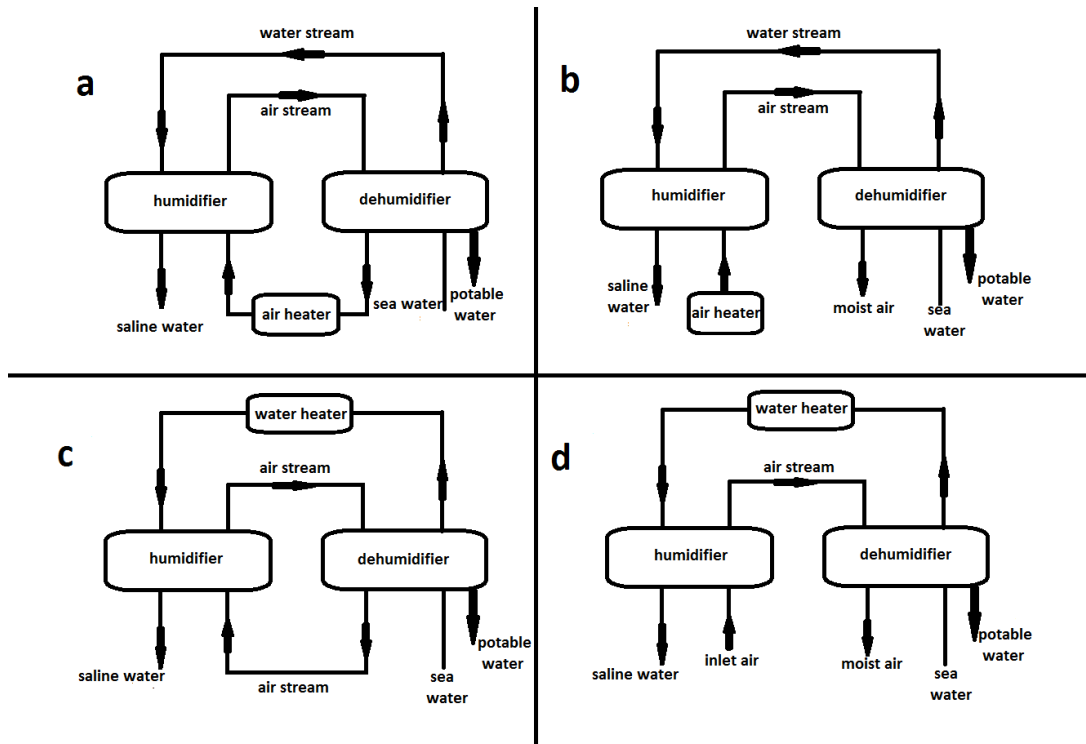 water stream
a
air stream
humidifier
dehumidifier
air heater
saline water
sea water
potable
water
water stream
b
air stream
humidifier
dehumidifier
saline
water
air heater
moist air
sea
water
potable
water
water heater
c
air stream
humidifier
dehumidifier
saline water
air stream
sea
water
potable
water
water heater
d
air stream
humidifier
dehumidifier
saline water
inlet air
moist air
sea
water
potable
water